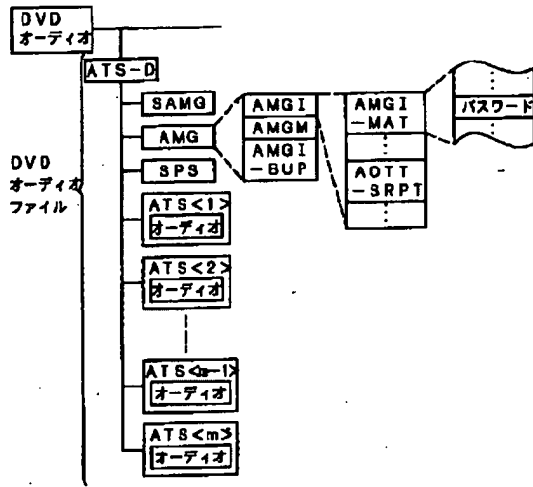 DVD
オーディオ
ATS-D
SAMG
AMG
SPS
AMGI
AMGM
AMGI
-BUP
AMGI
-MAT
AOTT
-SRPT
パスワード
DVD
オーディオ
ファイル
ATS<1>
オーディオ
ATS<2>
オーディオ
ATS<m-1>
オーディオ
ATS<m>
オーディオ